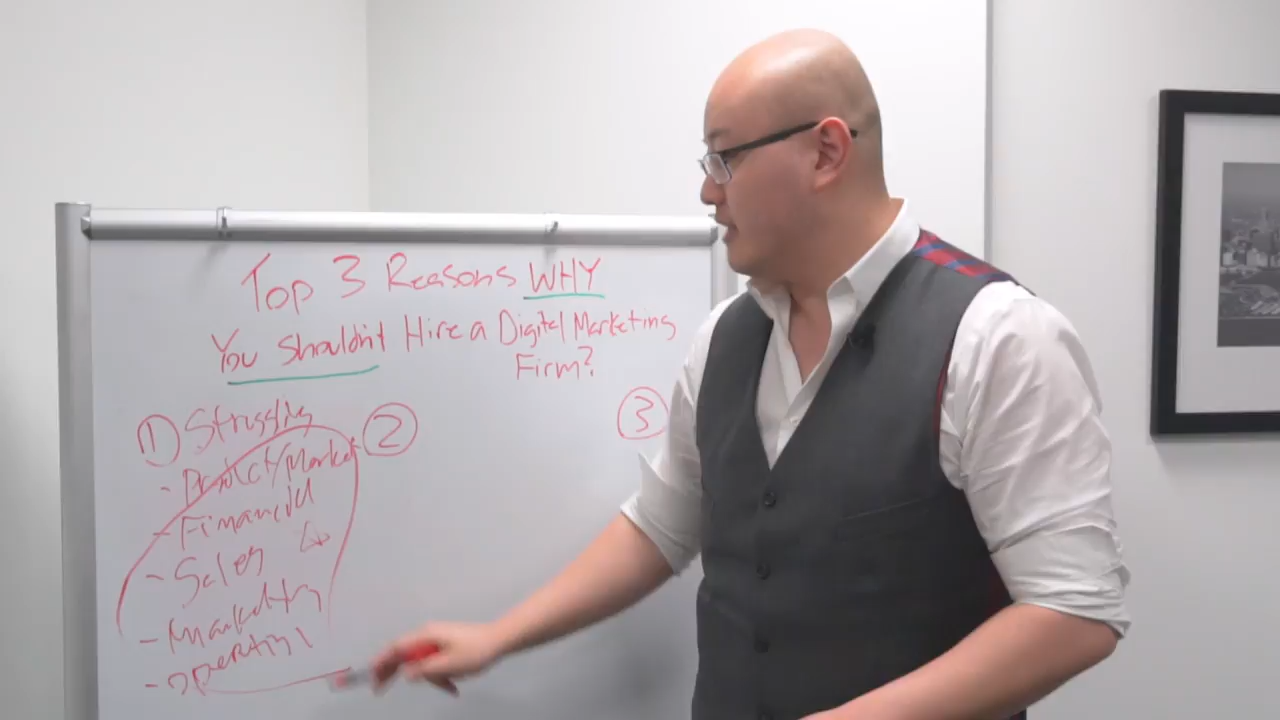 Top 3 Reasons WHY
You Shouldn't Hire a Digital Marketing
Firm?
① Struggling
- Product/Market
- Financial
- Sales
- Marketing
- Operating
②
③